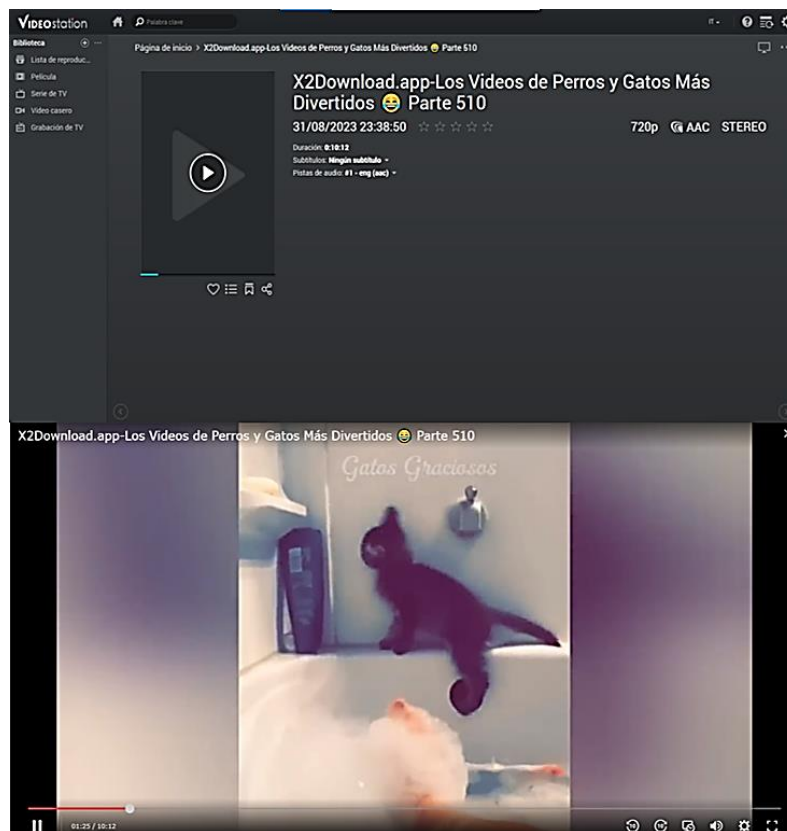 VIDEOstation
Palabra clave
IT
Biblioteca
Lista de reproduc...
Película
Serie de TV
Vídeo casero
Grabación de TV
Página de inicio > X2Download.app-Los Videos de Perros y Gatos Más Divertidos 😂 Parte 510
X2Download.app-Los Videos de Perros y Gatos Más
Divertidos 😂 Parte 510
31/08/2023 23:38:50
720p AAC STEREO
Duración: 0:10:12
Subtítulos: Ningún subtítulo
Pistas de audio: #1 - eng (aac)
X2Download.app-Los Videos de Perros y Gatos Más Divertidos 😂 Parte 510
Gatos Graciosos
01:25 / 10:12
10 10